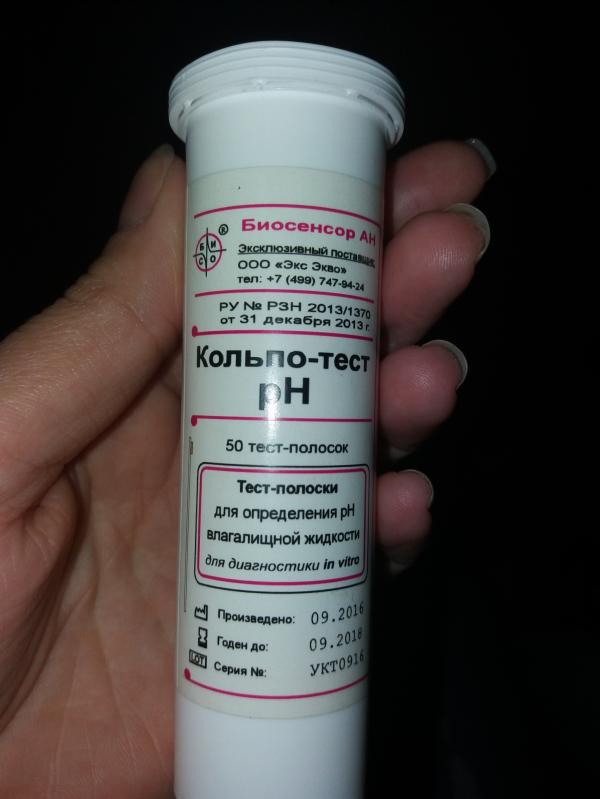 Б И
С О
®
Биосенсор АН
Эксклюзивный поставщик:
ООО «Экс Экво»
тел: +7 (499) 747-94-24
РУ № РЗН 2013/1370
от 31 декабря 2013 г.
Кольпо-тест
pH
50 тест-полосок
Тест-полоски
для определения pH
влагалищной жидкости
для диагностики in vitro
Произведено: 09.2016
Годен до: 09.2018
LOT Серия №: УКТ0916